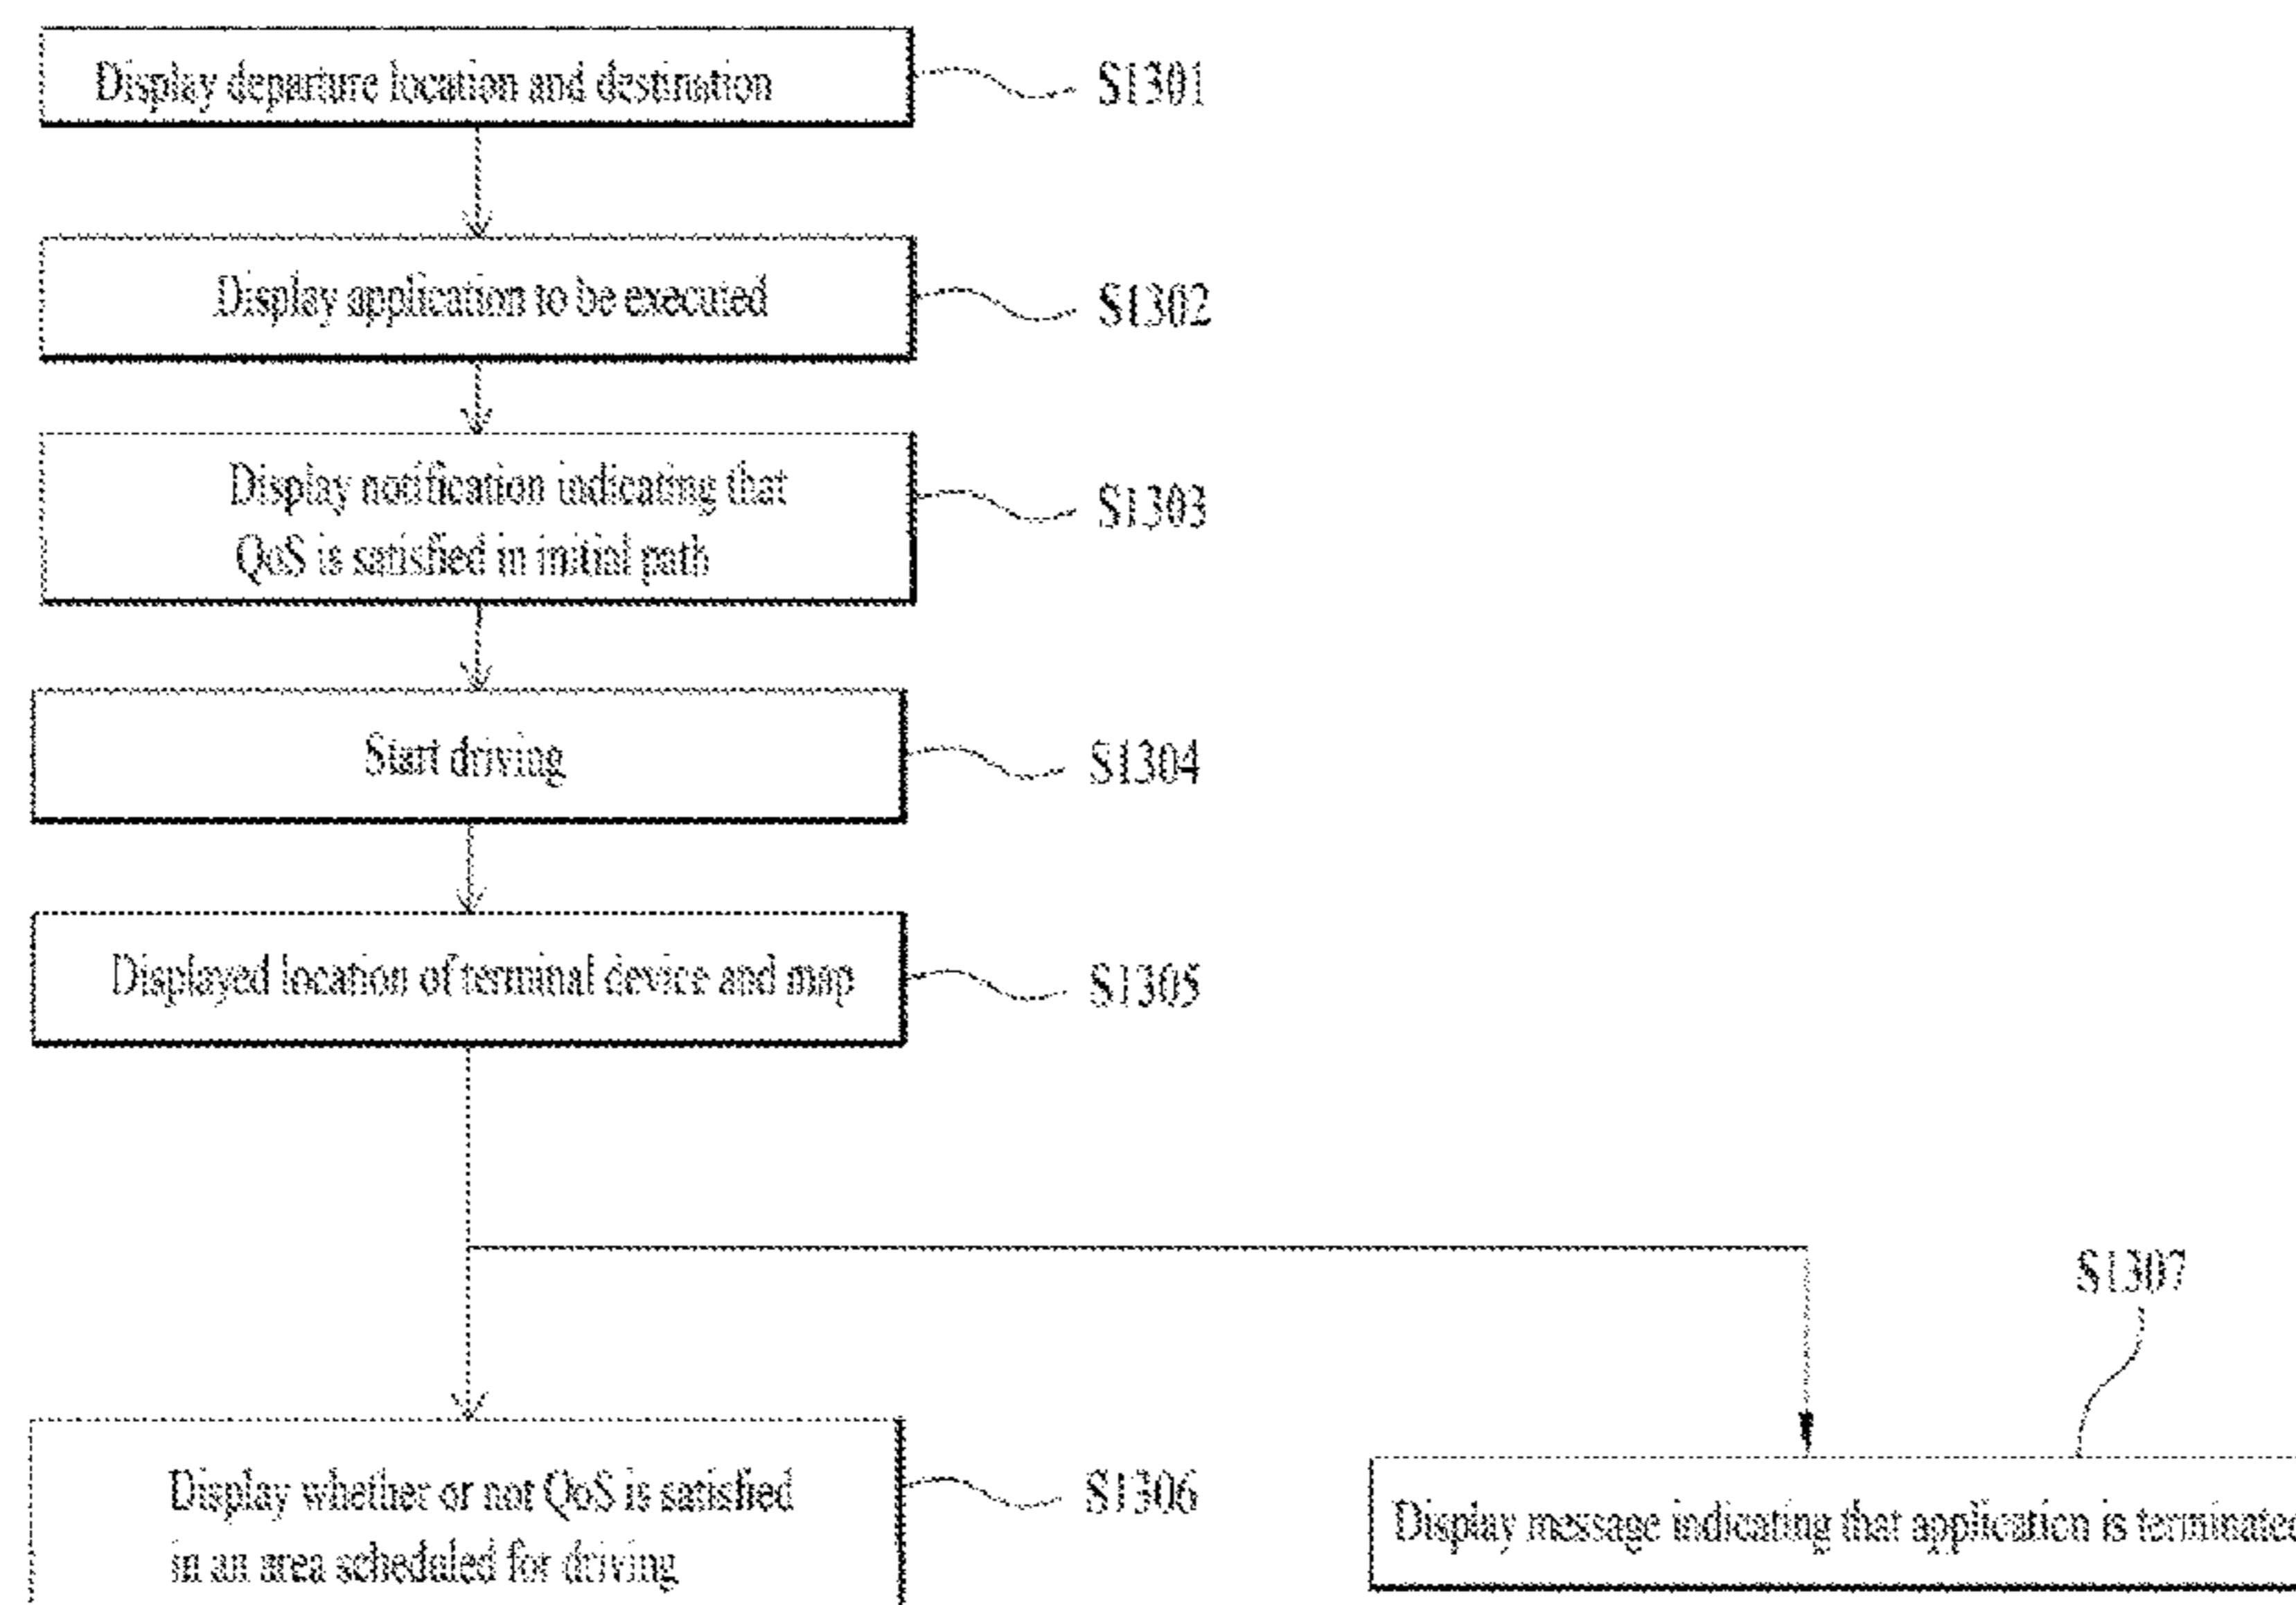 Display departure location and destination
S1301
Display application to be executed
S1302
Display notification indicating that
QoS is satisfied in initial path
S1303
Start driving
S1304
Displayed location of terminal device and map
S1305
S1307
Display whether or not QoS is satisfied
in an area scheduled for driving
S1306
Display message indicating that application is terminated